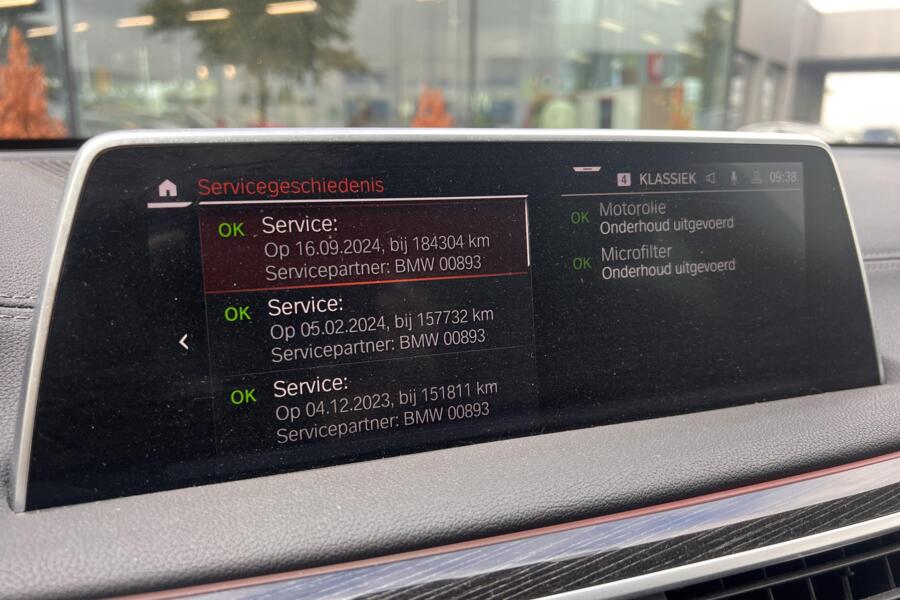 Servicegeschiedenis
4 KLASSIEK 09:38
OK Service:
Op 16.09.2024, bij 184304 km
Servicepartner: BMW 00893
OK Service:
Op 05.02.2024, bij 157732 km
Servicepartner: BMW 00893
OK Service:
Op 04.12.2023, bij 151811 km
Servicepartner: BMW 00893
OK Motorolie
Onderhoud uitgevoerd
OK Microfilter
Onderhoud uitgevoerd